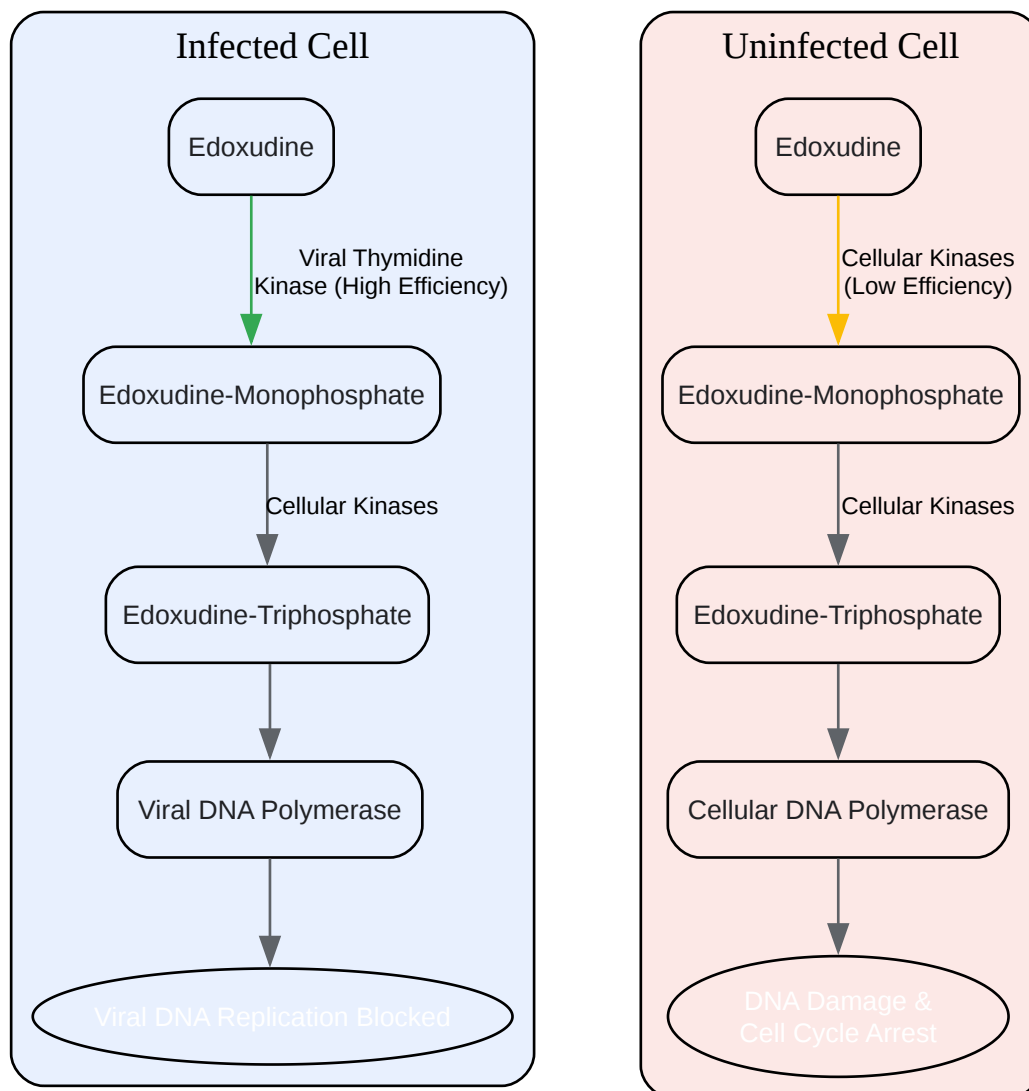 Infected Cell
Edoxudine
Viral Thymidine
Kinase (High Efficiency)
Edoxudine-Monophosphate
Cellular Kinases
Edoxudine-Triphosphate
Viral DNA Polymerase
Viral DNA Replication Blocked
Uninfected Cell
Edoxudine
Cellular Kinases
(Low Efficiency)
Edoxudine-Monophosphate
Cellular Kinases
Edoxudine-Triphosphate
Cellular DNA Polymerase
DNA Damage &
Cell Cycle Arrest